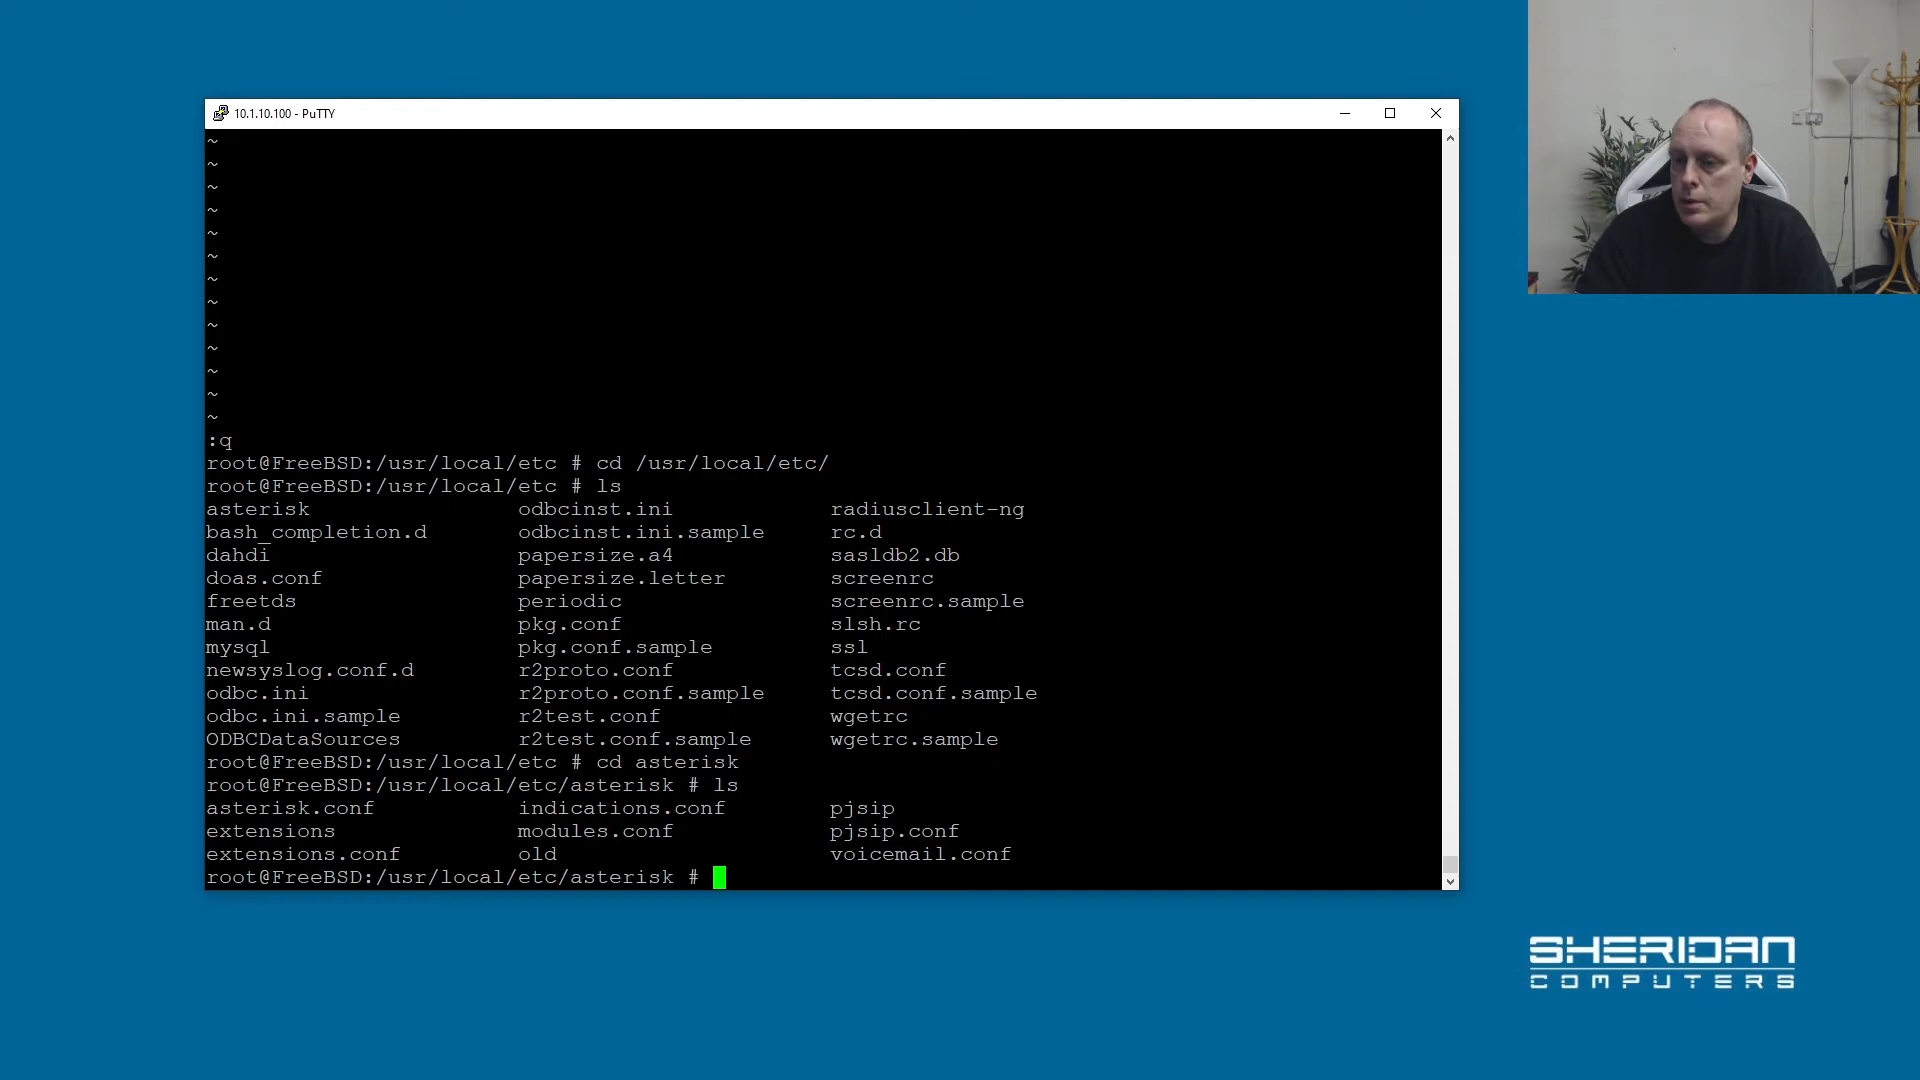 10.1.10.100 - PuTTY
~
~
~
~
~
~
~
~
~
~
~
~
~
:q
root@FreeBSD:/usr/local/etc # cd /usr/local/etc/
root@FreeBSD:/usr/local/etc # ls
asterisk odbcinst.ini radiusclient-ng
bash_completion.d odbcinst.ini.sample rc.d
dahdi papersize.a4 sasldb2.db
doas.conf papersize.letter screenrc
freetds periodic screenrc.sample
man.d pkg.conf slsh.rc
mysql pkg.conf.sample ssl
newsyslog.conf.d r2proto.conf tcsd.conf
odbc.ini r2proto.conf.sample tcsd.conf.sample
odbc.ini.sample r2test.conf wgetrc
ODBCDataSources r2test.conf.sample wgetrc.sample
root@FreeBSD:/usr/local/etc # cd asterisk
root@FreeBSD:/usr/local/etc/asterisk # ls
asterisk.conf indications.conf pjsip
extensions modules.conf pjsip.conf
extensions.conf old voicemail.conf
root@FreeBSD:/usr/local/etc/asterisk #
SHERIDAN
COMPUTERS